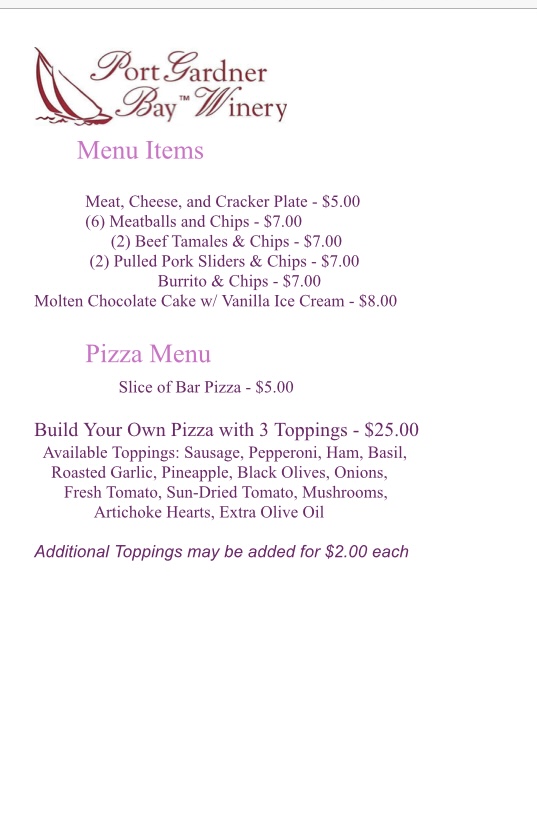 Port Gardner
Bay™ Winery
Menu Items
Meat, Cheese, and Cracker Plate - $5.00
(6) Meatballs and Chips - $7.00
(2) Beef Tamales & Chips - $7.00
(2) Pulled Pork Sliders & Chips - $7.00
Burrito & Chips - $7.00
Molten Chocolate Cake w/ Vanilla Ice Cream - $8.00
Pizza Menu
Slice of Bar Pizza - $5.00
Build Your Own Pizza with 3 Toppings - $25.00
Available Toppings: Sausage, Pepperoni, Ham, Basil,
Roasted Garlic, Pineapple, Black Olives, Onions,
Fresh Tomato, Sun-Dried Tomato, Mushrooms,
Artichoke Hearts, Extra Olive Oil
Additional Toppings may be added for $2.00 each